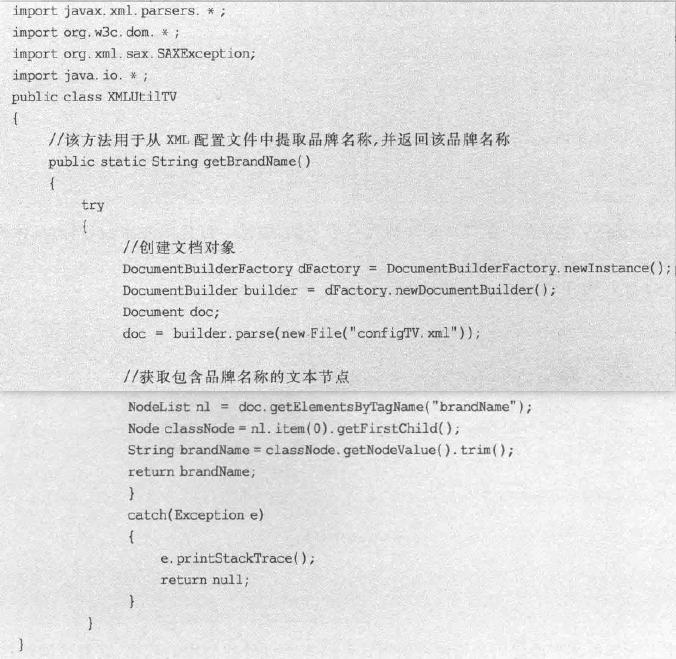 import javax.xml.parsers.*;
import org.w3c.dom.*;
import org.xml.sax.SAXException;
import java.io.*;
public class XMLUtilTV
{
//该方法用于从 XML 配置文件中提取品牌名称,并返回该品牌名称
public static String getBrandName()
{
try
{
//创建文档对象
DocumentBuilderFactory dFactory = DocumentBuilderFactory.newInstance();
DocumentBuilder builder = dFactory.newDocumentBuilder();
Document doc;
doc = builder.parse(new File("configTV.xml"));
//获取包含品牌名称的文本节点
NodeList nl = doc.getElementsByTagName("brandName");
Node classNode = nl.item(0).getFirstChild();
String brandName = classNode.getNodeValue().trim();
return brandName;
}
catch(Exception e)
{
e.printStackTrace();
return null;
}
}
}